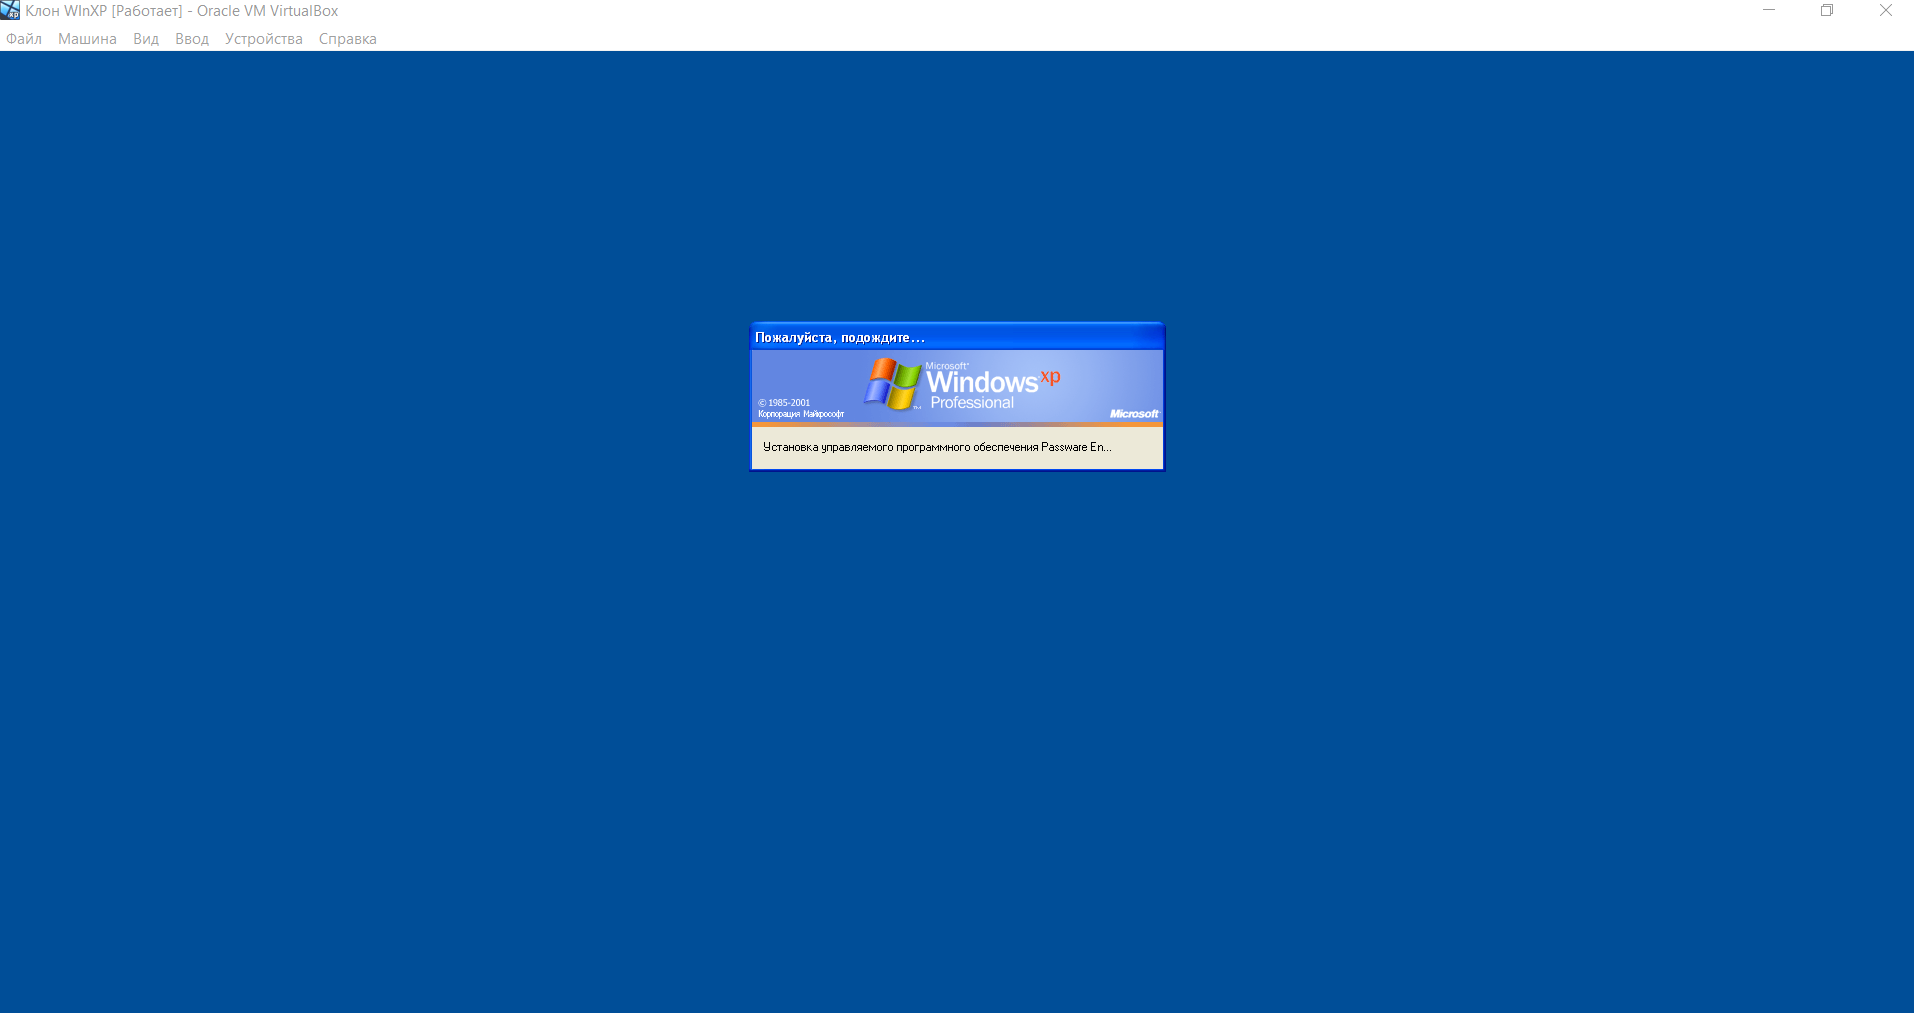 Клон WInXP [Работает] - Oracle VM VirtualBox
Файл Машина Вид Ввод Устройства Справка
Пожалуйста, подождите...
Microsoft®
Windows xp
Professional
© 1985-2001
Корпорация Майкрософт
Microsoft
Установка управляемого программного обеспечения Passware En...